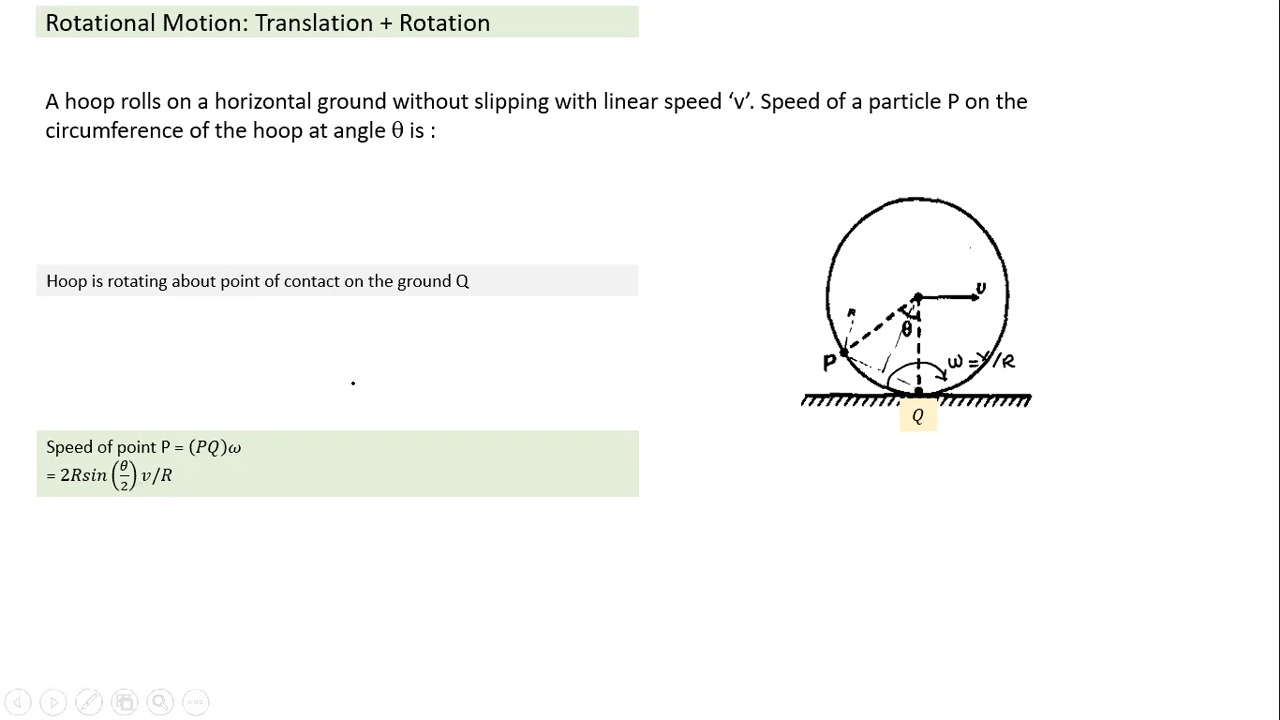 Rotational Motion: Translation + Rotation
A hoop rolls on a horizontal ground without slipping with linear speed ‘v’. Speed of a particle P on the
circumference of the hoop at angle θ is :
Hoop is rotating about point of contact on the ground Q
υ
θ
P
ω = v/R
Q
Speed of point P = (PQ)ω
= 2Rsin (θ/2) v/R